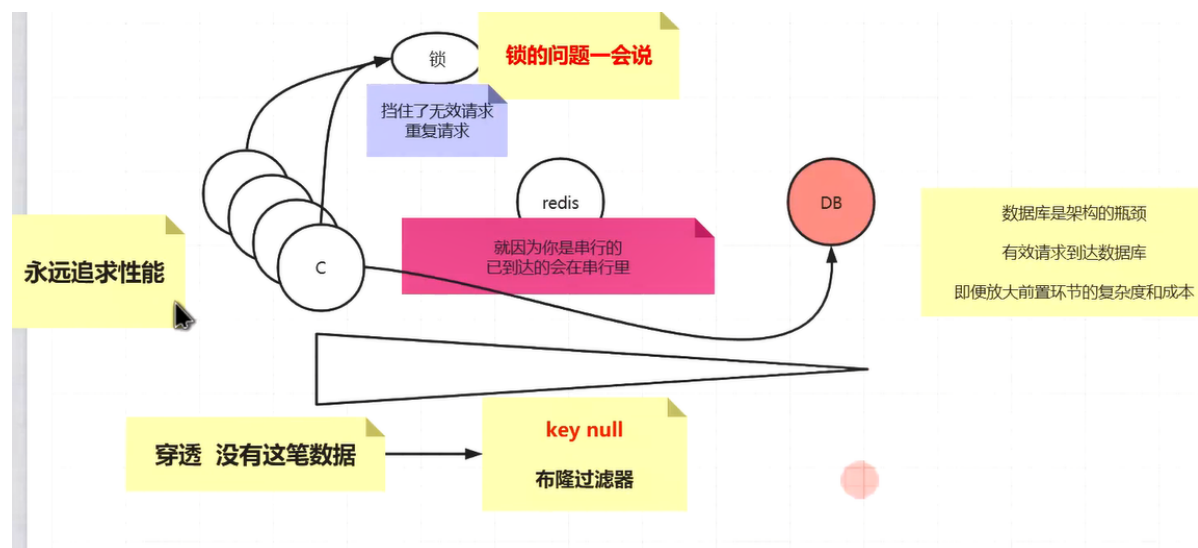 锁
锁的问题一会说
挡住了无效请求
重复请求
redis
DB
就因为你是串行的
已到达的会在串行里
C
永远追求性能
数据库是架构的瓶颈
有效请求到达数据库
即便放大前置环节的复杂度和成本
穿透 没有这笔数据
key null
布隆过滤器